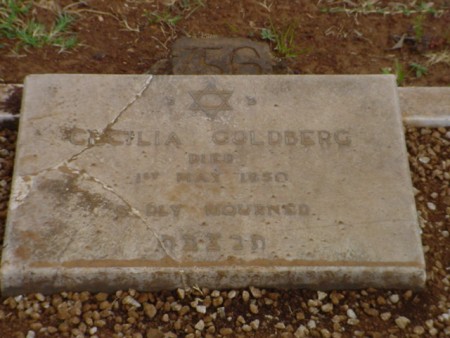 CECILIA GOLDBERG
DIED
1ST MAY 1950
MOURNED